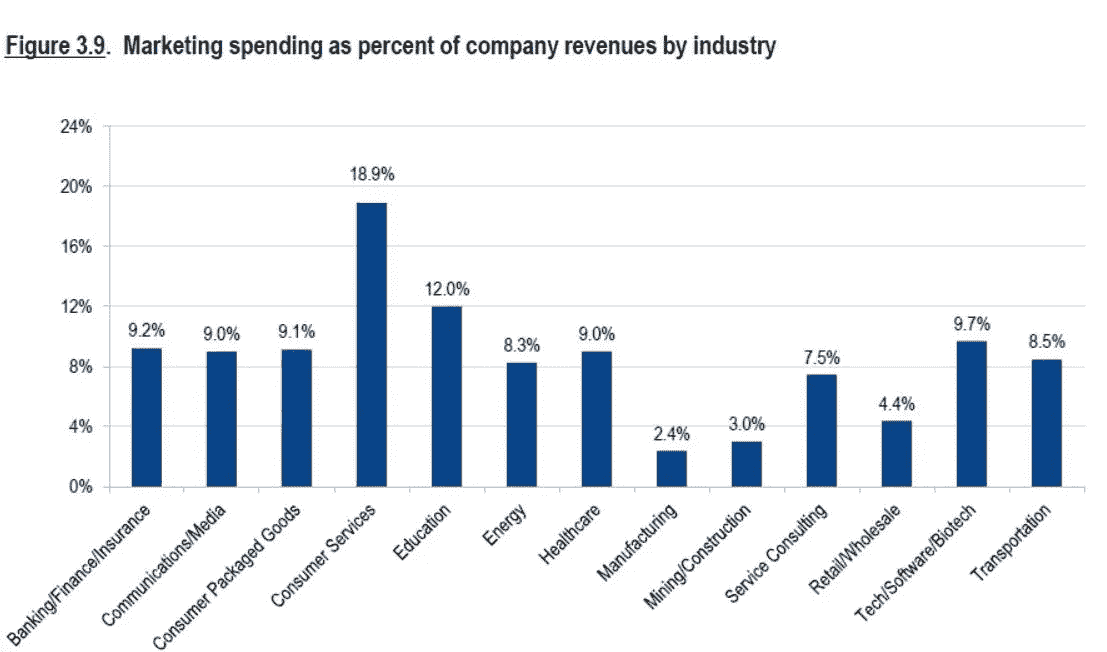 Figure 3.9. Marketing spending as percent of company revenues by industry
24%
20%
16%
12%
8%
4%
0%
9.2%
9.0%
9.1%
18.9%
12.0%
8.3%
9.0%
2.4%
3.0%
7.5%
4.4%
9.7%
8.5%
Banking/Finance/Insurance
Communications/Media
Consumer Packaged Goods
Consumer Services
Education
Energy
Healthcare
Manufacturing
Mining/Construction
Service Consulting
Retail/Wholesale
Tech/Software/Biotech
Transportation